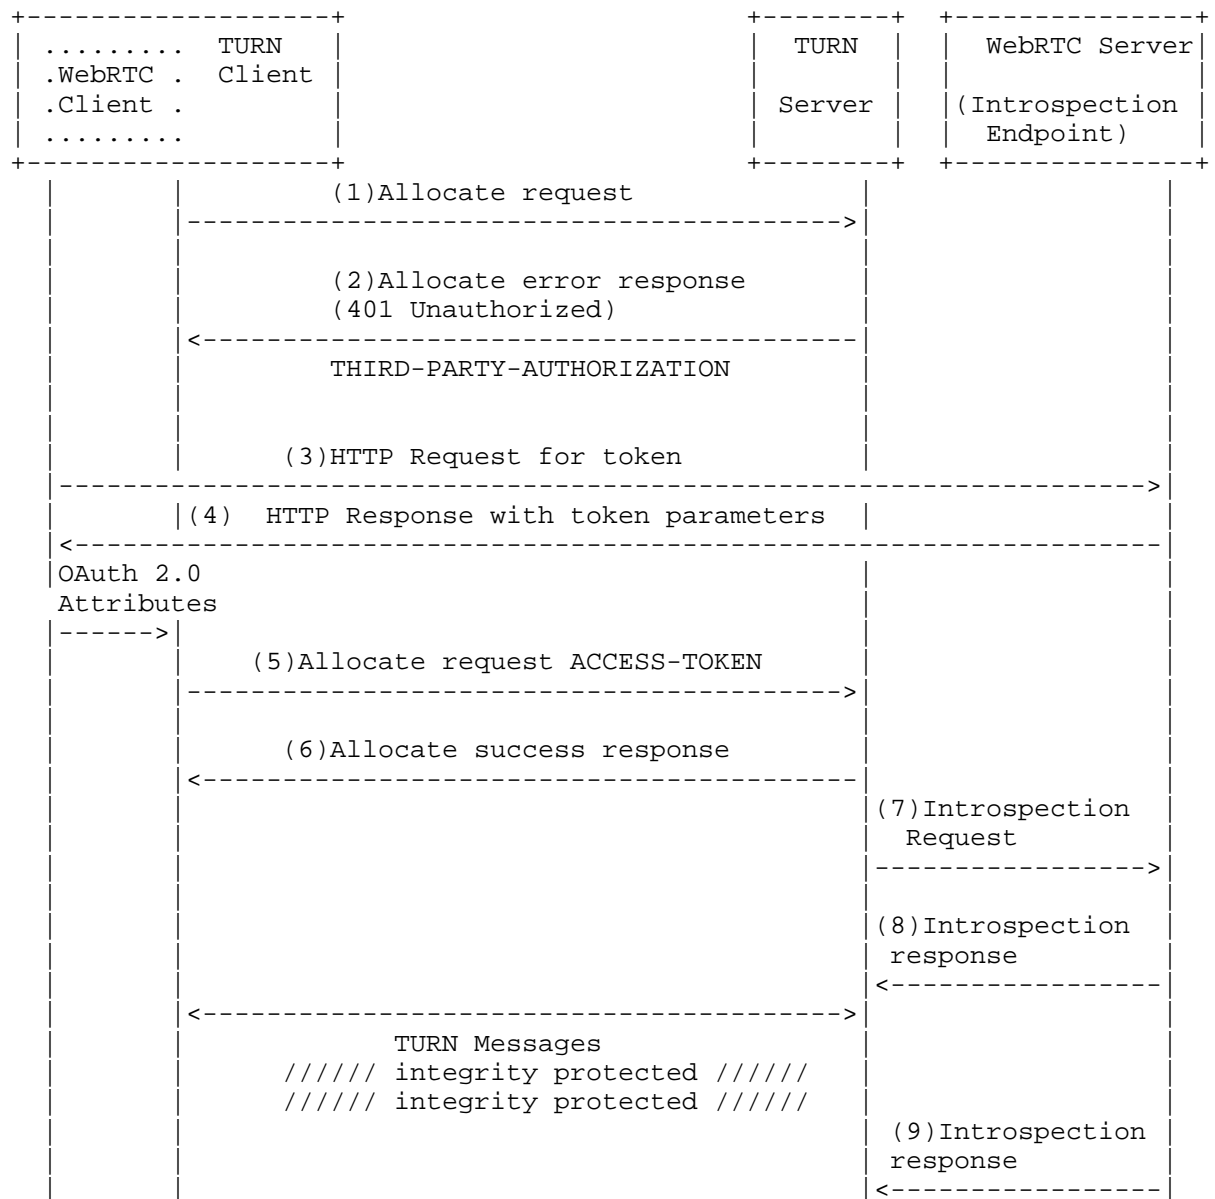 ......... TURN TURN WebRTC Server
.WebRTC . Client
.Client . Server (Introspection
......... Endpoint)
(1)Allocate request
(2)Allocate error response
(401 Unauthorized)
THIRD-PARTY-AUTHORIZATION
(3)HTTP Request for token
(4) HTTP Response with token parameters
OAuth 2.0
Attributes
(5)Allocate request ACCESS-TOKEN
(6)Allocate success response
(7)Introspection
Request
(8)Introspection
response
TURN Messages
////// integrity protected //////
////// integrity protected //////
(9)Introspection
response